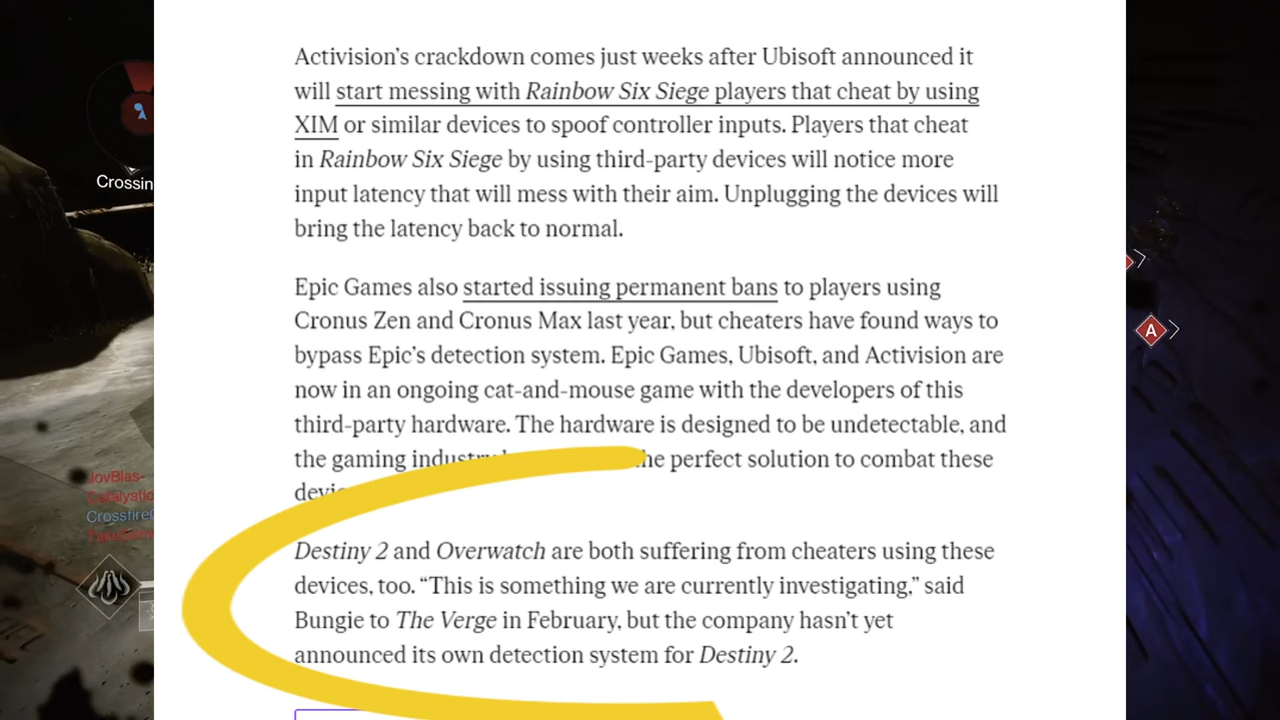 Activision’s crackdown comes just weeks after Ubisoft announced it
will start messing with Rainbow Six Siege players that cheat by using
XIM or similar devices to spoof controller inputs. Players that cheat
in Rainbow Six Siege by using third-party devices will notice more
input latency that will mess with their aim. Unplugging the devices will
bring the latency back to normal.
Epic Games also started issuing permanent bans to players using
Cronus Zen and Cronus Max last year, but cheaters have found ways to
bypass Epic’s detection system. Epic Games, Ubisoft, and Activision are
now in an ongoing cat-and-mouse game with the developers of this
third-party hardware. The hardware is designed to be undetectable, and
the gaming perfect solution to combat these
Destiny 2 and Overwatch are both suffering from cheaters using these
devices, too. “This is something we are currently investigating,” said
Bungie to The Verge in February, but the company hasn’t yet
announced its own detection system for Destiny 2.
Crossin
JovBlas-
Catalyatic
Crossfire
A